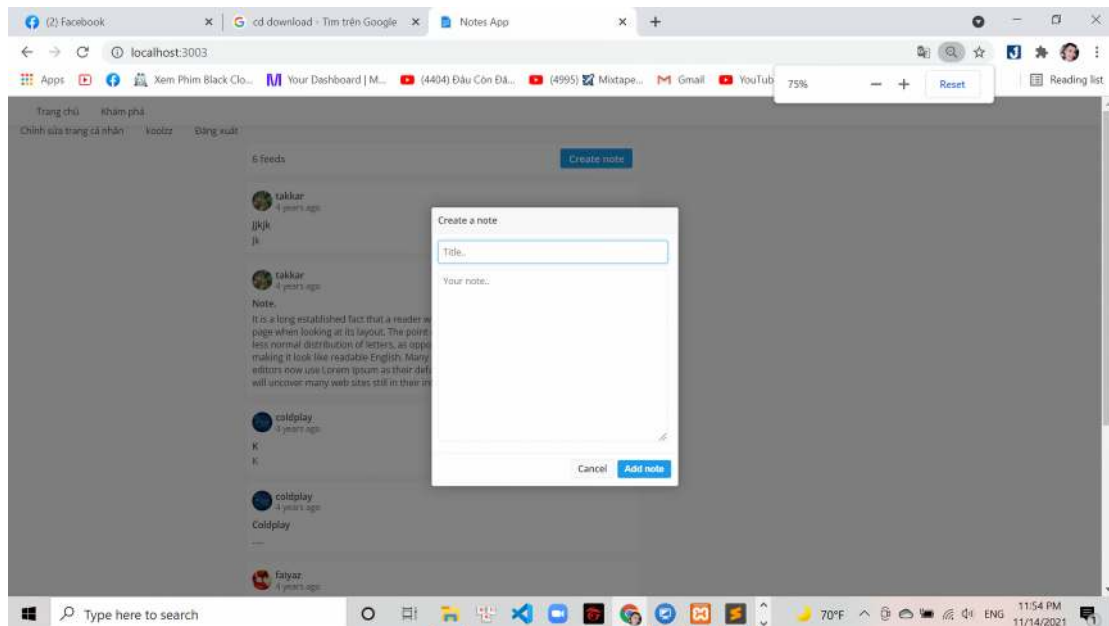 (2) Facebook
cd download - Tìm trên Google
Notes App
localhost:3003
Apps
Xem Phim Black Clo...
Your Dashboard | M...
(4404) Đâu Còn Đâ...
(4995) Mixtape...
Gmail
YouTub
75%
Reset
Reading list
Trang chủ Khám phá
Chỉnh sửa trang cá nhân koolzz Đăng xuất
6 feeds
Create note
takkar
4 years ago
Jjkjk
jk
takkar
4 years ago
Note.
It is a long established fact that a reader w
page when looking at its layout. The point
less normal distribution of letters, as oppo
making it look like readable English. Many
editors now use Lorem Ipsum as their def
will uncover many web sites still in their in
coldplay
4 years ago
K
K
coldplay
4 years ago
Coldplay
faiyaz
4 years ago
Create a note
Title..
Your note..
Cancel
Add note
Type here to search
70°F
ENG
11:54 PM
11/14/2021